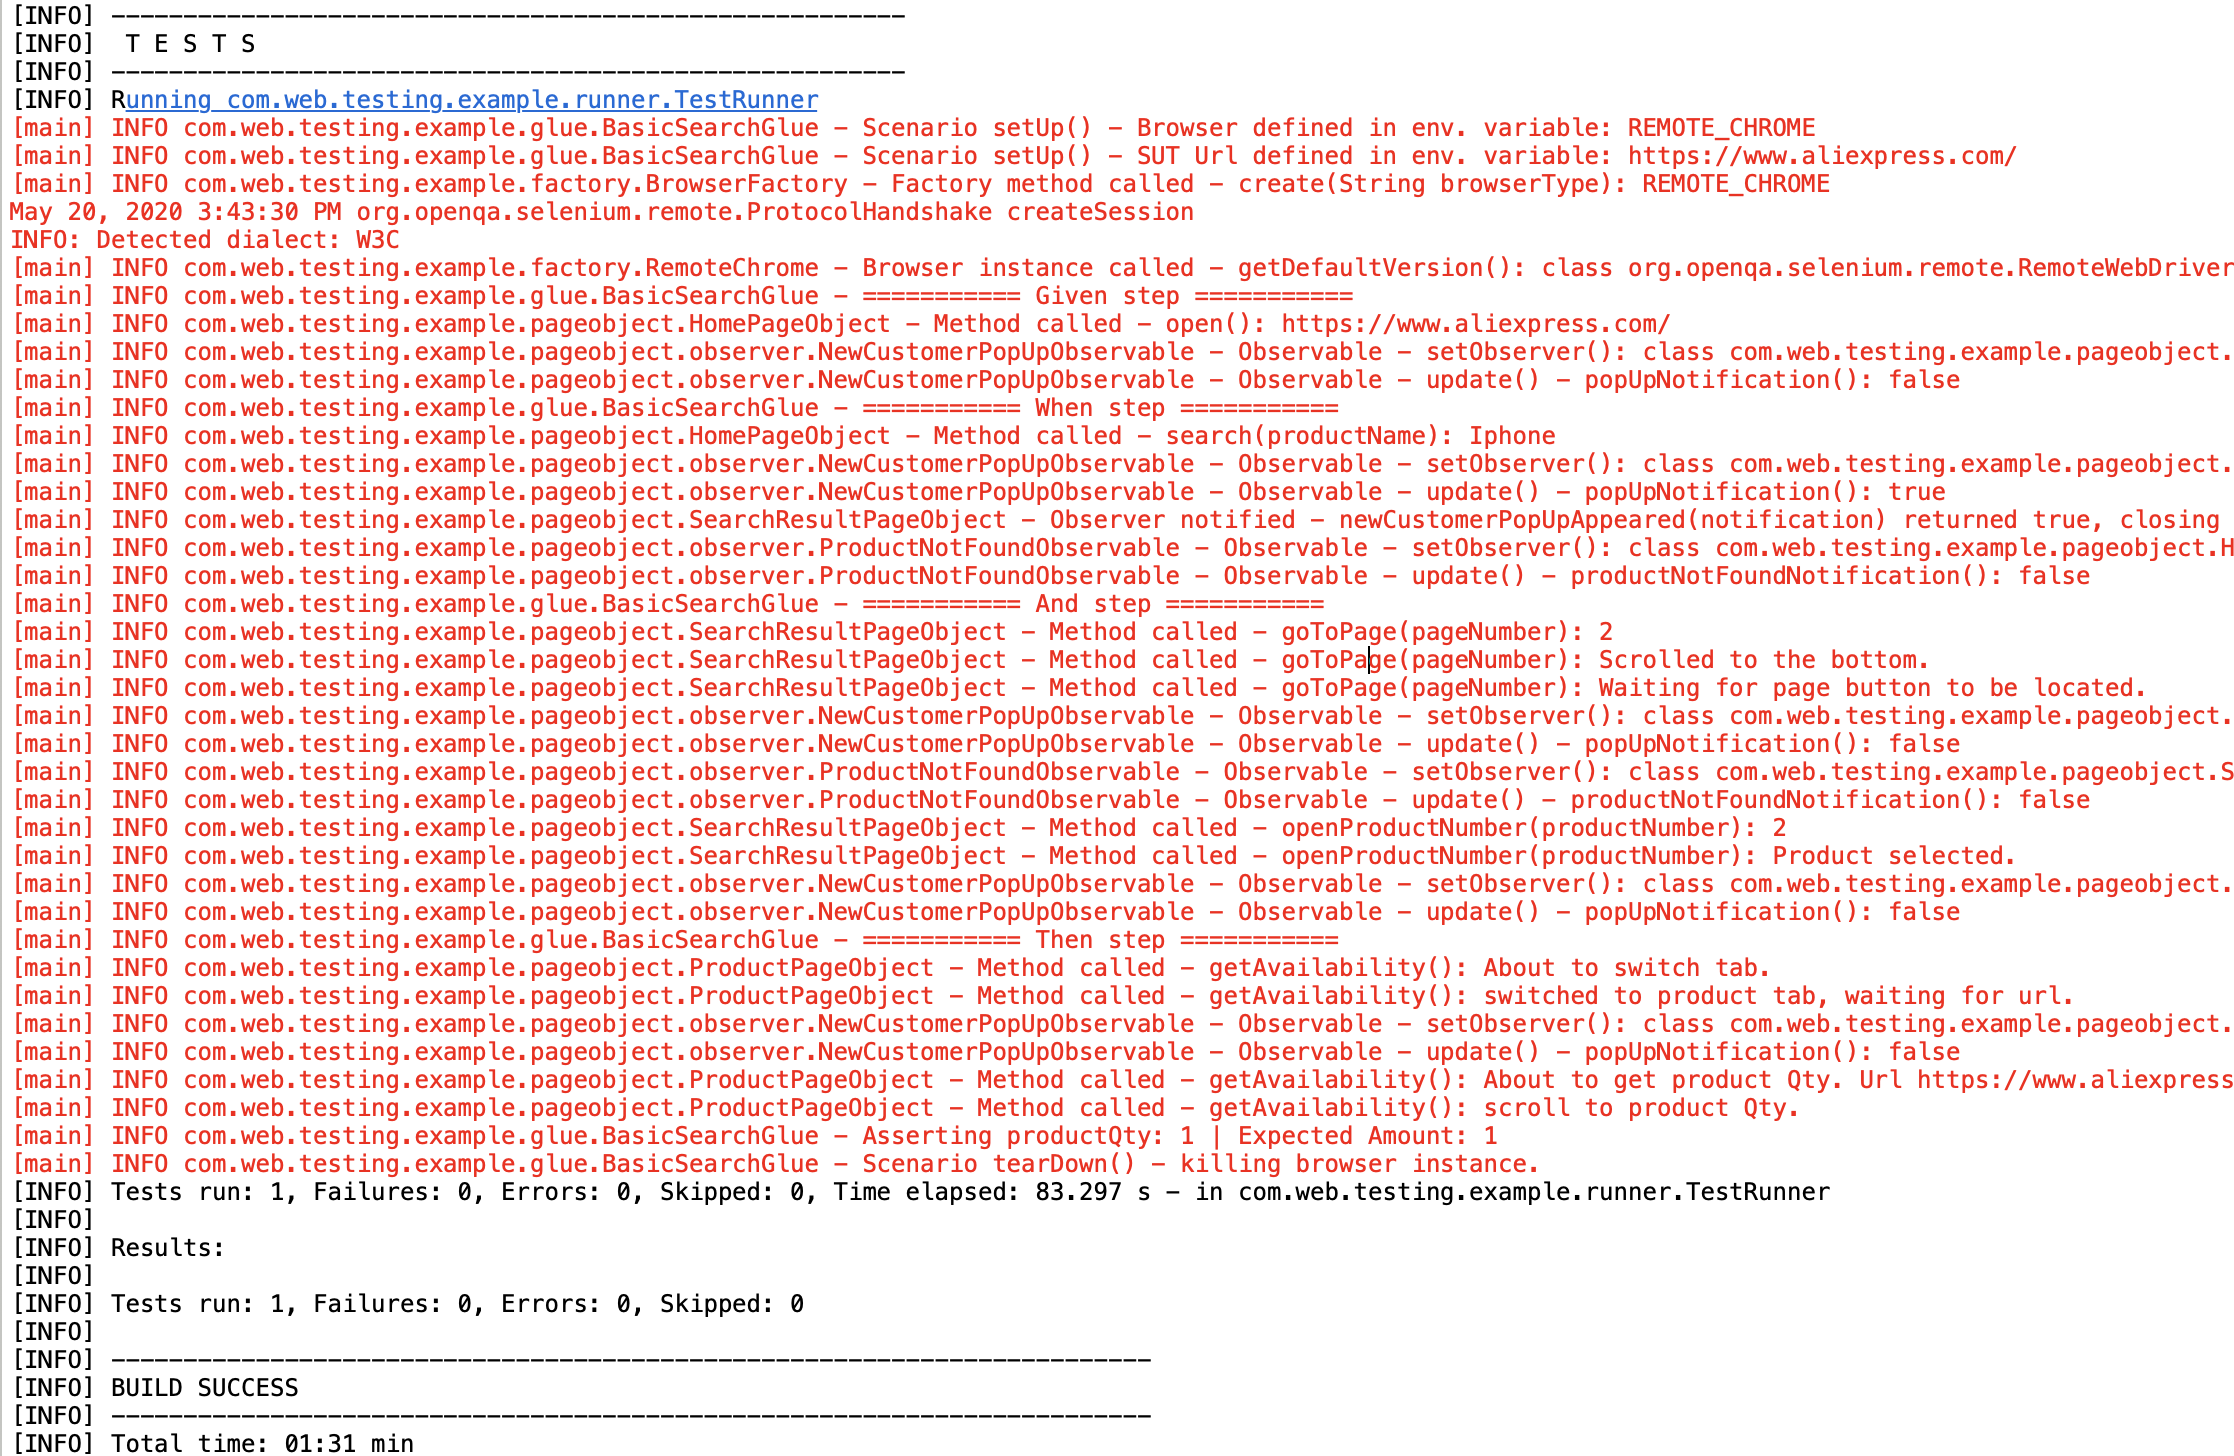 [INFO] -------------------------------------------------------
[INFO]  T E S T S
[INFO] -------------------------------------------------------
[INFO] Running com.web.testing.example.runner.TestRunner
[main] INFO com.web.testing.example.glue.BasicSearchGlue - Scenario setUp() - Browser defined in env. variable: REMOTE_CHROME
[main] INFO com.web.testing.example.glue.BasicSearchGlue - Scenario setUp() - SUT Url defined in env. variable: https://www.aliexpress.com/
[main] INFO com.web.testing.example.factory.BrowserFactory - Factory method called - create(String browserType): REMOTE_CHROME
May 20, 2020 3:43:30 PM org.openqa.selenium.remote.ProtocolHandshake createSession
INFO: Detected dialect: W3C
[main] INFO com.web.testing.example.factory.RemoteChrome - Browser instance called - getDefaultVersion(): class org.openqa.selenium.remote.RemoteWebDriver
[main] INFO com.web.testing.example.glue.BasicSearchGlue - =========== Given step ===========
[main] INFO com.web.testing.example.pageobject.HomePageObject - Method called - open(): https://www.aliexpress.com/
[main] INFO com.web.testing.example.pageobject.observer.NewCustomerPopUpObservable - Observable - setObserver(): class com.web.testing.example.pageobject.
[main] INFO com.web.testing.example.pageobject.observer.NewCustomerPopUpObservable - Observable - update() - popUpNotification(): false
[main] INFO com.web.testing.example.glue.BasicSearchGlue - =========== When step ===========
[main] INFO com.web.testing.example.pageobject.HomePageObject - Method called - search(productName): Iphone
[main] INFO com.web.testing.example.pageobject.observer.NewCustomerPopUpObservable - Observable - setObserver(): class com.web.testing.example.pageobject.
[main] INFO com.web.testing.example.pageobject.observer.NewCustomerPopUpObservable - Observable - update() - popUpNotification(): true
[main] INFO com.web.testing.example.pageobject.SearchResultPageObject - Observer notified - newCustomerPopUpAppeared(notification) returned true, closing
[main] INFO com.web.testing.example.pageobject.observer.ProductNotFoundObservable - Observable - setObserver(): class com.web.testing.example.pageobject.H
[main] INFO com.web.testing.example.pageobject.observer.ProductNotFoundObservable - Observable - update() - productNotFoundNotification(): false
[main] INFO com.web.testing.example.glue.BasicSearchGlue - =========== And step ===========
[main] INFO com.web.testing.example.pageobject.SearchResultPageObject - Method called - goToPage(pageNumber): 2
[main] INFO com.web.testing.example.pageobject.SearchResultPageObject - Method called - goToPage(pageNumber): Scrolled to the bottom.
[main] INFO com.web.testing.example.pageobject.SearchResultPageObject - Method called - goToPage(pageNumber): Waiting for page button to be located.
[main] INFO com.web.testing.example.pageobject.observer.NewCustomerPopUpObservable - Observable - setObserver(): class com.web.testing.example.pageobject.
[main] INFO com.web.testing.example.pageobject.observer.NewCustomerPopUpObservable - Observable - update() - popUpNotification(): false
[main] INFO com.web.testing.example.pageobject.observer.ProductNotFoundObservable - Observable - setObserver(): class com.web.testing.example.pageobject.S
[main] INFO com.web.testing.example.pageobject.observer.ProductNotFoundObservable - Observable - update() - productNotFoundNotification(): false
[main] INFO com.web.testing.example.pageobject.SearchResultPageObject - Method called - openProductNumber(productNumber): 2
[main] INFO com.web.testing.example.pageobject.SearchResultPageObject - Method called - openProductNumber(productNumber): Product selected.
[main] INFO com.web.testing.example.pageobject.observer.NewCustomerPopUpObservable - Observable - setObserver(): class com.web.testing.example.pageobject.
[main] INFO com.web.testing.example.pageobject.observer.NewCustomerPopUpObservable - Observable - update() - popUpNotification(): false
[main] INFO com.web.testing.example.glue.BasicSearchGlue - =========== Then step ===========
[main] INFO com.web.testing.example.pageobject.ProductPageObject - Method called - getAvailability(): About to switch tab.
[main] INFO com.web.testing.example.pageobject.ProductPageObject - Method called - getAvailability(): switched to product tab, waiting for url.
[main] INFO com.web.testing.example.pageobject.observer.NewCustomerPopUpObservable - Observable - setObserver(): class com.web.testing.example.pageobject.
[main] INFO com.web.testing.example.pageobject.observer.NewCustomerPopUpObservable - Observable - update() - popUpNotification(): false
[main] INFO com.web.testing.example.pageobject.ProductPageObject - Method called - getAvailability(): About to get product Qty. Url https://www.aliexpress
[main] INFO com.web.testing.example.pageobject.ProductPageObject - Method called - getAvailability(): scroll to product Qty.
[main] INFO com.web.testing.example.glue.BasicSearchGlue - Asserting productQty: 1 | Expected Amount: 1
[main] INFO com.web.testing.example.glue.BasicSearchGlue - Scenario tearDown() - killing browser instance.
[INFO] Tests run: 1, Failures: 0, Errors: 0, Skipped: 0, Time elapsed: 83.297 s - in com.web.testing.example.runner.TestRunner
[INFO]
[INFO] Results:
[INFO]
[INFO] Tests run: 1, Failures: 0, Errors: 0, Skipped: 0
[INFO]
[INFO] ------------------------------------------------------------------------
[INFO] BUILD SUCCESS
[INFO] ------------------------------------------------------------------------
[INFO] Total time: 01:31 min